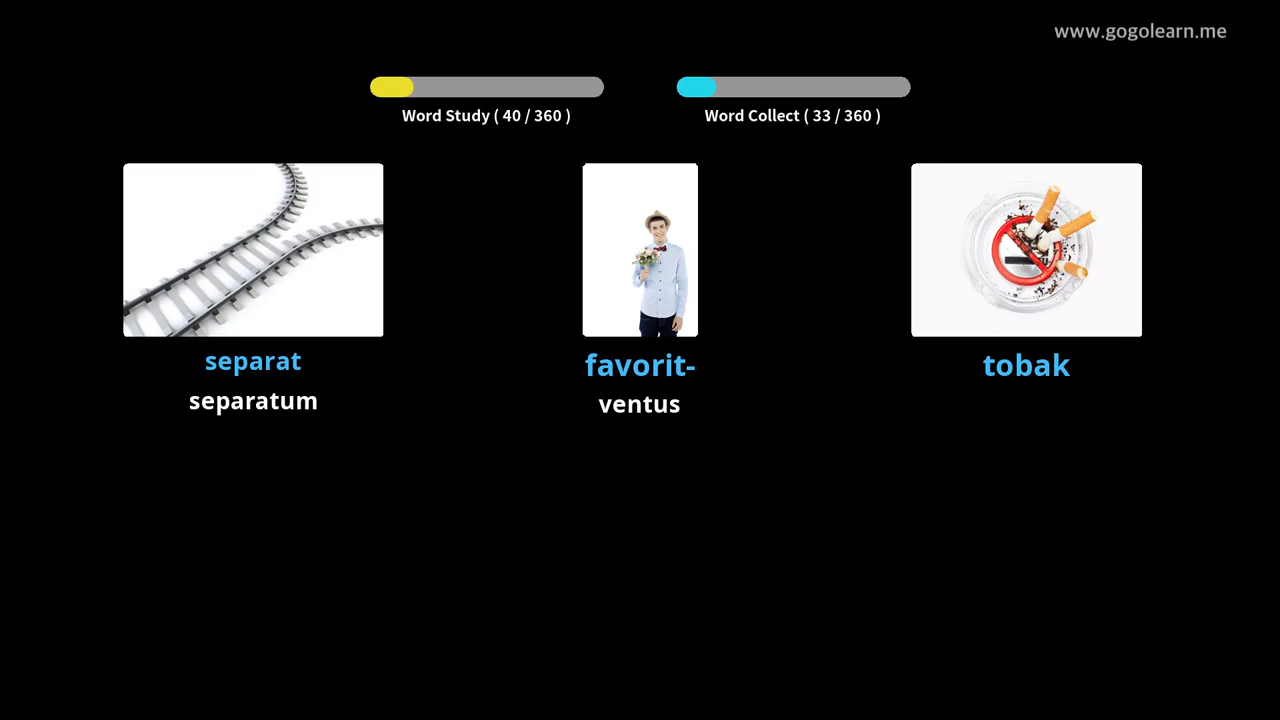 www.gogolearn.me
Word Study ( 40 / 360 )
Word Collect ( 33 / 360 )
separat
separatum
favorit-
ventus
tobak